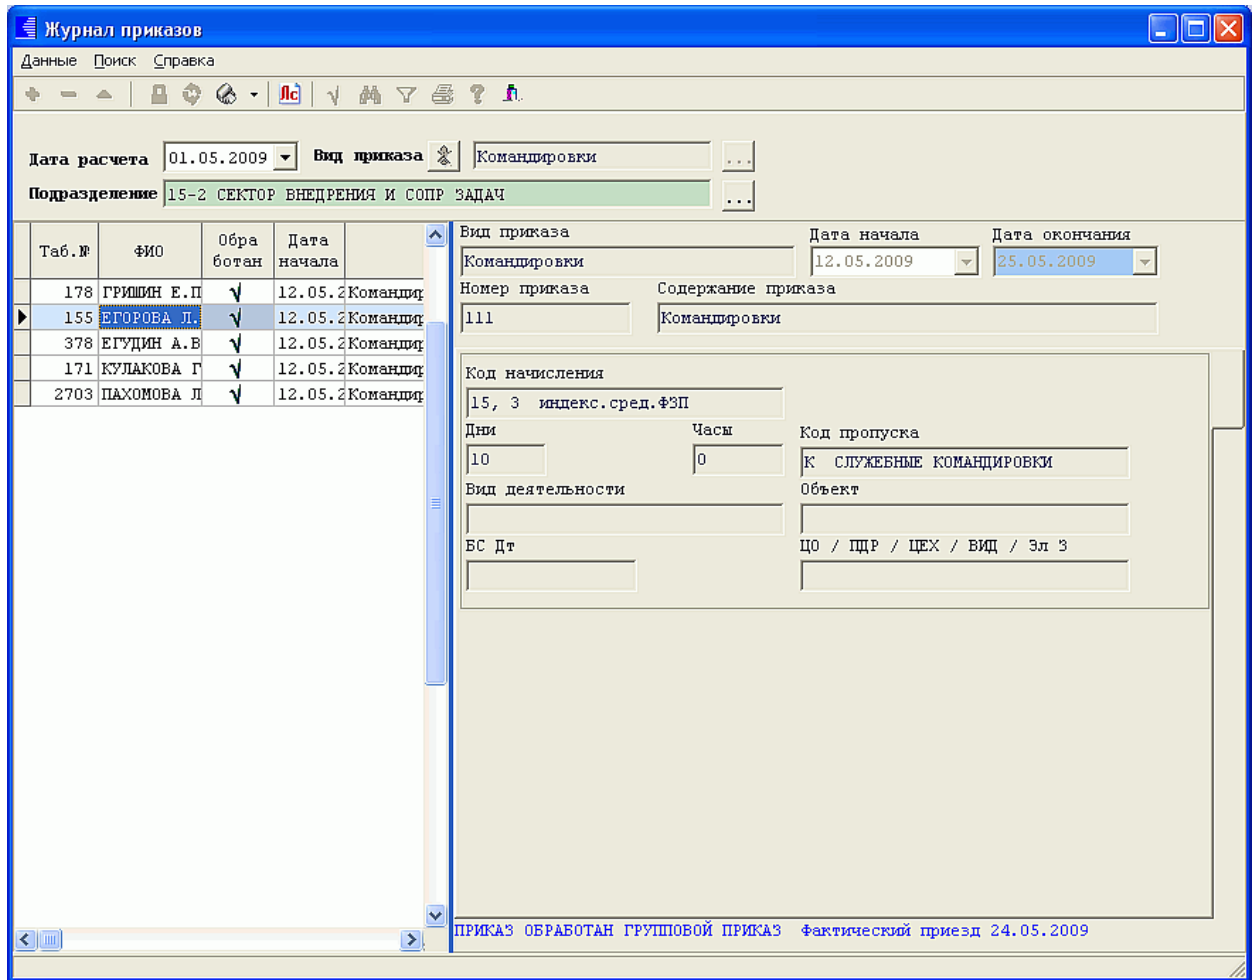 Журнал приказов
Данные Поиск Справка
Лс
Дата расчета 01.05.2009 Вид приказа Командировки ...
Подразделение 15-2 СЕКТОР ВНЕДРЕНИЯ И СОПР ЗАДАЧ ...
Таб.№ ФИО Обра ботан Дата начала
178 ГРИШИН Е.П √ 12.05.2 Командир
155 ЕГОРОВА Л. √ 12.05.2 Командир
378 ЕГУДИН А.В √ 12.05.2 Командир
171 КУЛАКОВА Г √ 12.05.2 Командир
2703 ПАХОМОВА Л √ 12.05.2 Командир
Вид приказа Дата начала Дата окончания
Командировки 12.05.2009 25.05.2009
Номер приказа Содержание приказа
111 Командировки
Код начисления
15, 3 индекс.сред.ФЗП
Дни Часы Код пропуска
10 0 К СЛУЖЕБНЫЕ КОМАНДИРОВКИ
Вид деятельности Объект
БС Дт ЦО / ПДР / ЦЕХ / ВИД / Эл З
ПРИКАЗ ОБРАБОТАН ГРУППОВОЙ ПРИКАЗ Фактический приезд 24.05.2009